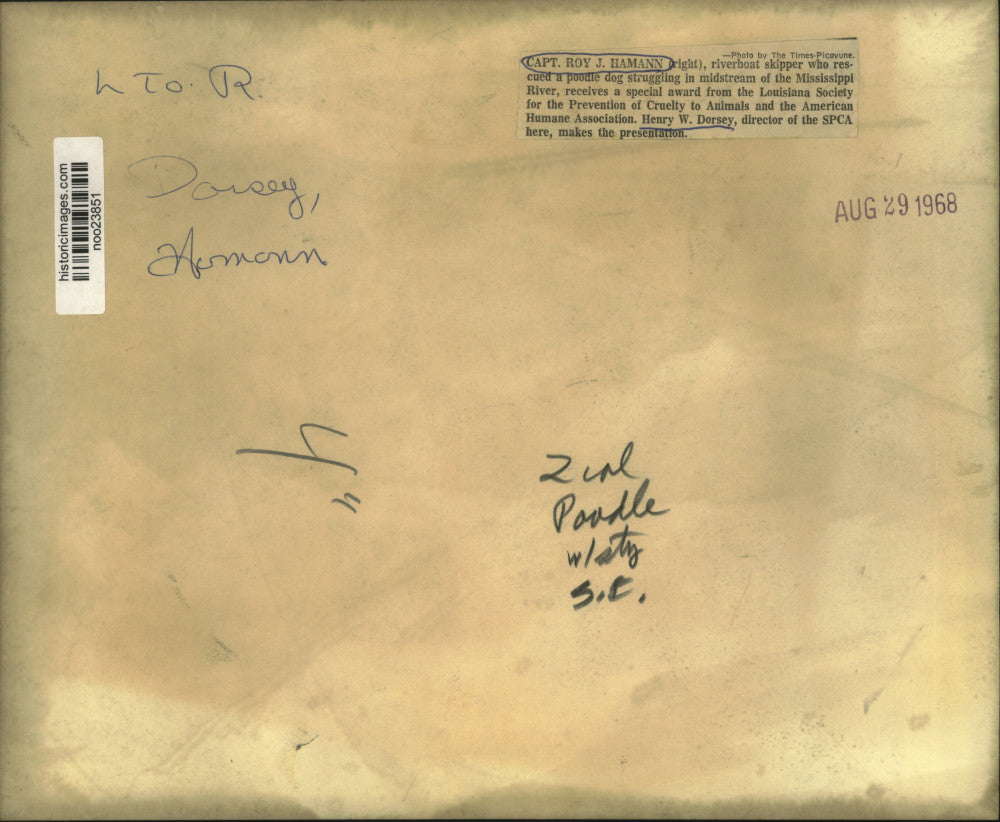 L To. R.
Dorsey,
Hamann
historicimages.com
noo23851
—Photo by The Times-Picayune.
CAPT. ROY J. HAMANN (right), riverboat skipper who res-
cued a poodle dog struggling in midstream of the Mississippi
River, receives a special award from the Louisiana Society
for the Prevention of Cruelty to Animals and the American
Humane Association. Henry W. Dorsey, director of the SPCA
here, makes the presentation.
AUG 29 1968
2 col
Poodle
w/sty